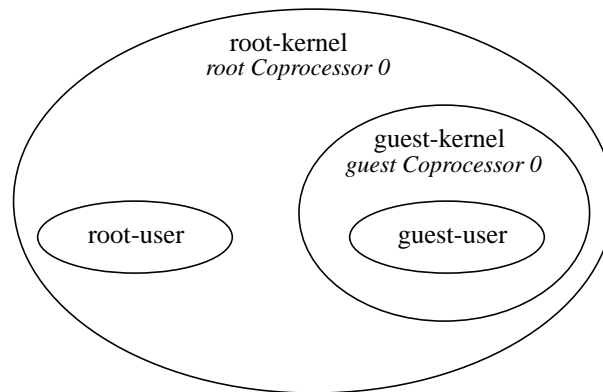 root-kernel
root Coprocessor 0
guest-kernel
guest Coprocessor 0
root-user
guest-user